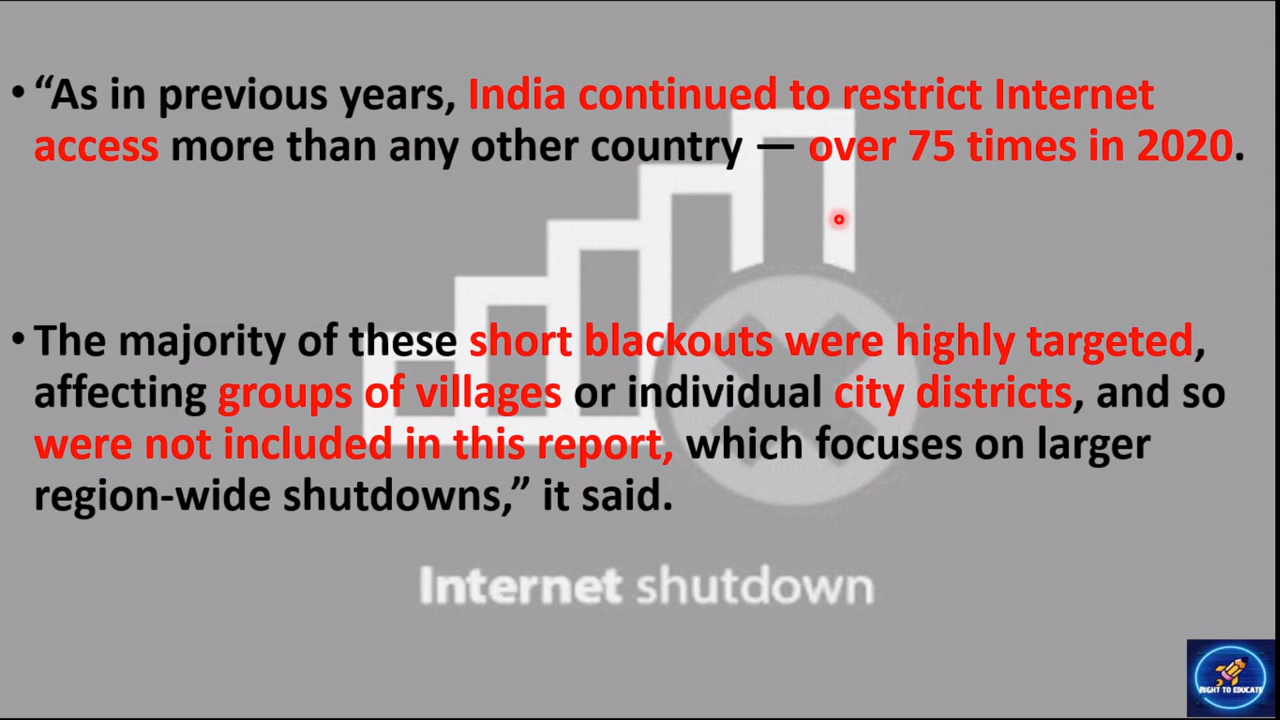 • “As in previous years, India continued to restrict Internet
access more than any other country — over 75 times in 2020.
• The majority of these short blackouts were highly targeted,
affecting groups of villages or individual city districts, and so
were not included in this report, which focuses on larger
region-wide shutdowns,” it said.
Internet shutdown
RIGHT TO EDUCATE